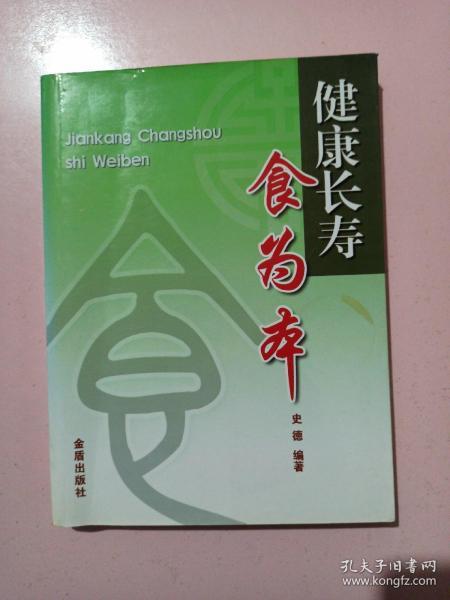 健康长寿
食为本
Jiankang Changshou
shi Weiben
史德 编著
金盾出版社
孔夫子旧书网
www.kongfz.com